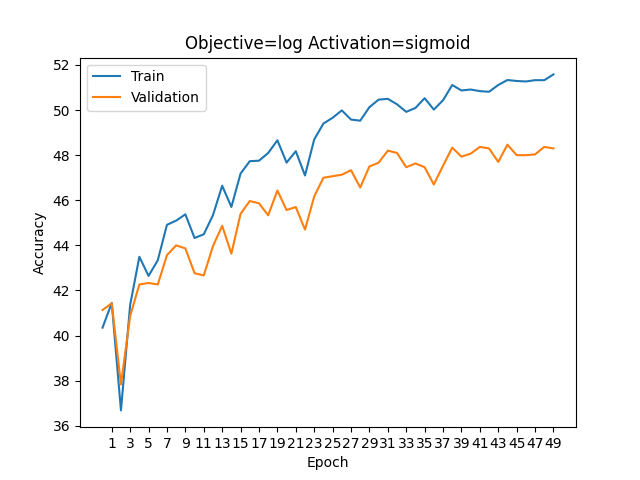 Objective=log Activation=sigmoid
Train
Validation
52
50
48
46
44
42
40
38
36
Accuracy
1 3 5 7 9 11 13 15 17 19 21 23 25 27 29 31 33 35 37 39 41 43 45 47 49
Epoch